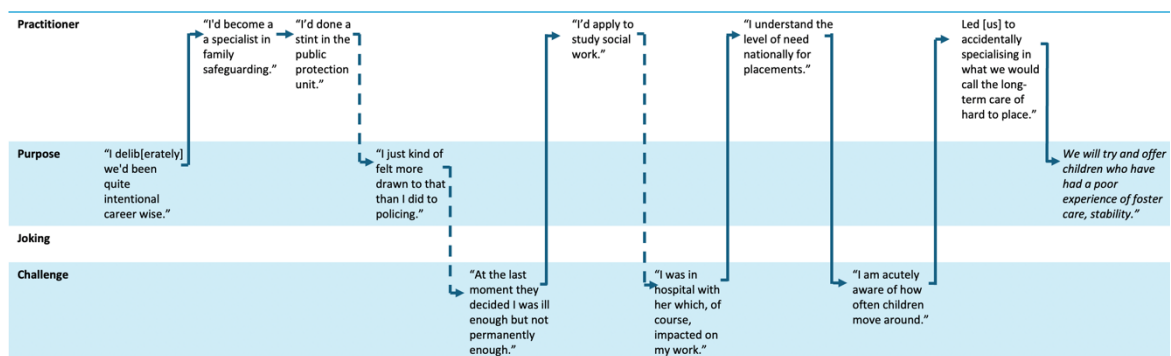 Practitioner
“I'd become a
a specialist in
family
safeguarding.”
“I’d done a
stint in the
public
protection
unit.”
“I’d apply to
study social
work.”
“I understand the
level of need
nationally for
placements.”
Led [us] to
accidentally
specialising in
what we would
call the long-
term care of
hard to place.”
Purpose
“I delib[erately]
we'd been
quite
intentional
career wise.”
“I just kind of
felt more
drawn to that
than I did to
policing.”
We will try and offer
children who have
had a poor
experience of foster
care, stability.”
Joking
Challenge
“At the last
moment they
decided I was ill
enough but not
permanently
enough.”
“I was in
hospital with
her which, of
course,
impacted on
my work.”
“I am acutely
aware of how
often children
move around.”